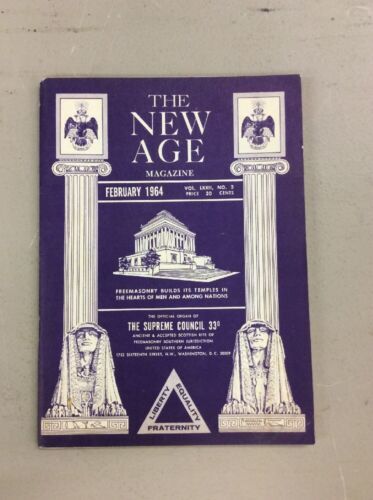 THE
NEW
AGE
MAGAZINE
FEBRUARY 1964
VOL. LXXII, NO. 2
PRICE 20 CENTS
FREEMASONRY BUILDS ITS TEMPLES IN
THE HEARTS OF MEN AND AMONG NATIONS
THE OFFICIAL ORGAN OF
THE SUPREME COUNCIL 33°
ANCIENT & ACCEPTED SCOTTISH RITE OF
FREEMASONRY SOUTHERN JURISDICTION
UNITED STATES OF AMERICA
1733 SIXTEENTH STREET, N.W., WASHINGTON, D.C. 20009
LIBERTY
EQUALITY
FRATERNITY